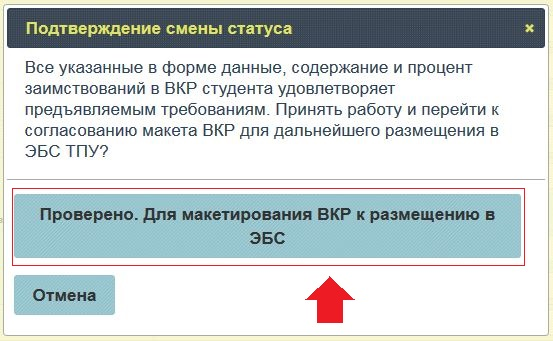 Подтверждение смены статуса
Все указанные в форме данные, содержание и процент
заимствований в ВКР студента удовлетворяет
предъявляемым требованиям. Принять работу и перейти к
согласованию макета ВКР для дальнейшего размещения в
ЭБС ТПУ?
Проверено. Для макетирования ВКР к размещению в
ЭБС
Отмена